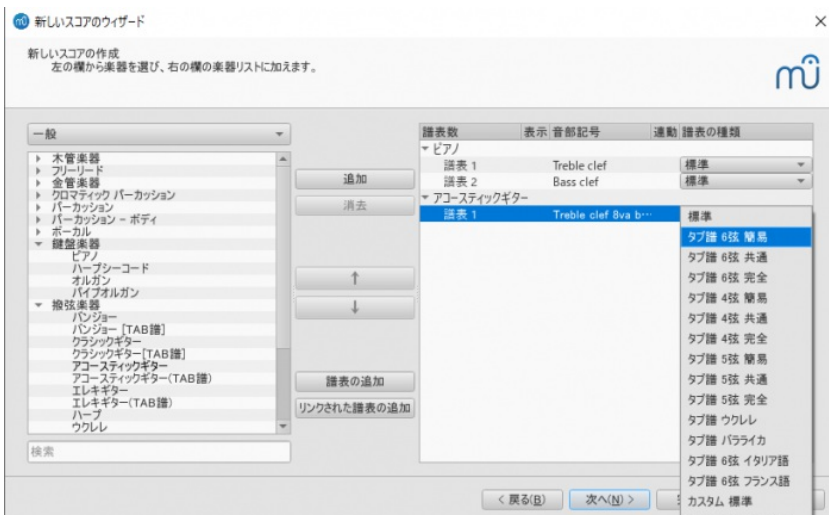 新しいスコアのウィザード
新しいスコアの作成
左の欄から楽器を選び、右の欄の楽器リストに加えます。
mü
一般
木管楽器
フリーリード
金管楽器
クロマティック パーカッション
パーカッション
パーカッション - ボディ
ボーカル
鍵盤楽器
ピアノ
ハープシーコード
オルガン
パイプオルガン
撥弦楽器
バンジョー
バンジョー [TAB譜]
クラシックギター
クラシックギター[TAB譜]
アコースティックギター
アコースティックギター(TAB譜)
エレキギター
エレキギター(TAB譜)
ハープ
ウクレレ
検索
追加
消去
↑
↓
譜表の追加
リンクされた譜表の追加
譜表数 表示 音部記号 連動 譜表の種類
ピアノ
譜表 1 Treble clef 標準
譜表 2 Bass clef 標準
アコースティックギター
譜表 1 Treble clef 8va b…
標準
タブ譜 6弦 簡易
タブ譜 6弦 共通
タブ譜 6弦 完全
タブ譜 4弦 簡易
タブ譜 4弦 共通
タブ譜 4弦 完全
タブ譜 5弦 簡易
タブ譜 5弦 共通
タブ譜 5弦 完全
タブ譜 ウクレレ
タブ譜 バラライカ
タブ譜 6弦 イタリア語
タブ譜 6弦 フランス語
カスタム 標準
< 戻る(B)
次へ(N) >